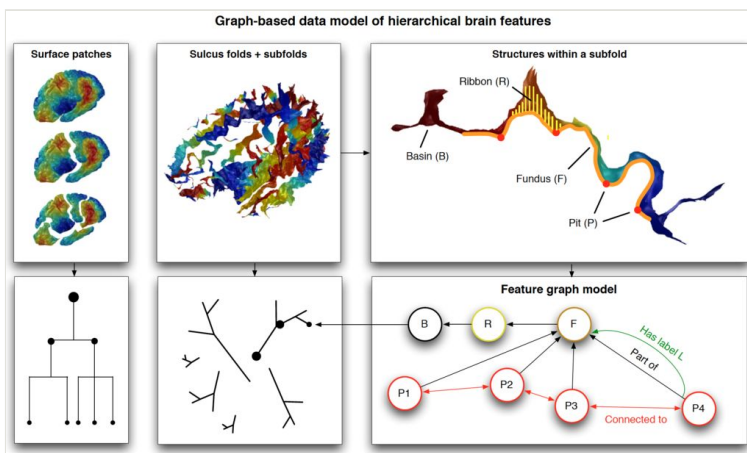 Graph-based data model of hierarchical brain features
Surface patches
Sulcus folds + subfolds
Structures within a subfold
Ribbon (R)
Basin (B)
Fundus (F)
Pit (P)
Feature graph model
B
R
F
Has label L
Part of
P1
P2
P3
P4
Connected to